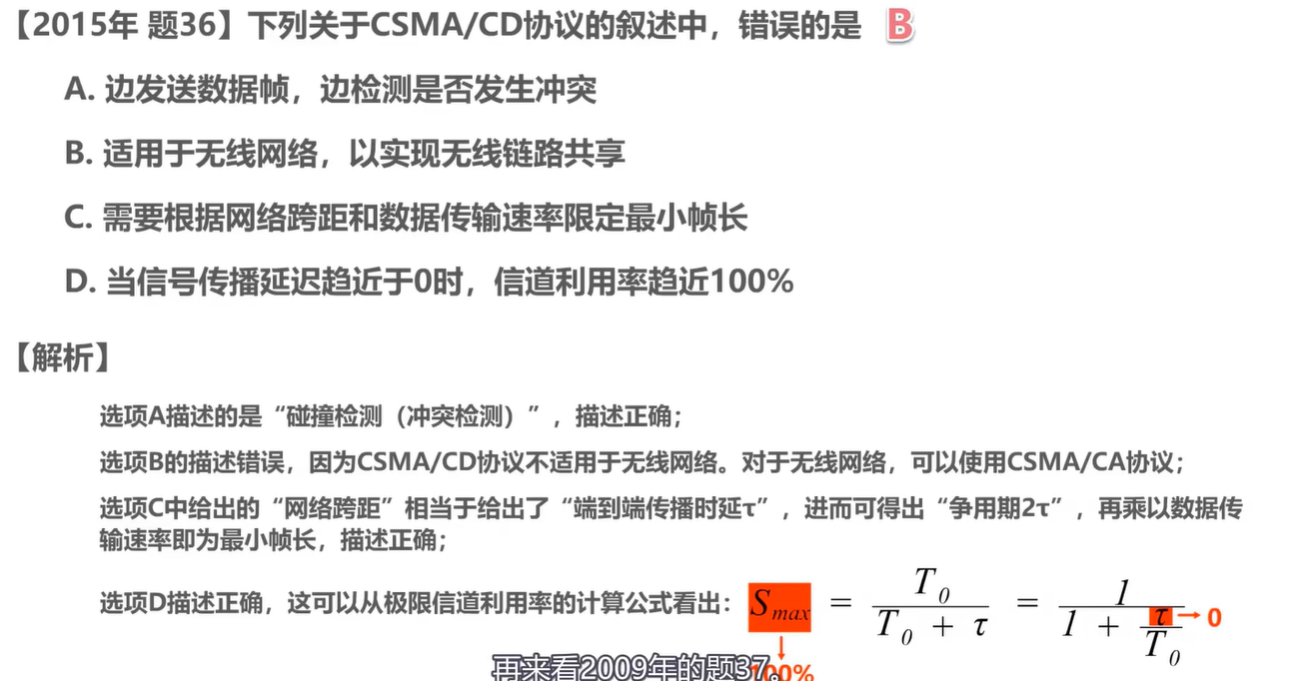 【2015年 题36】下列关于CSMA/CD协议的叙述中，错误的是 B
A. 边发送数据帧，边检测是否发生冲突
B. 适用于无线网络，以实现无线链路共享
C. 需要根据网络跨距和数据传输速率限定最小帧长
D. 当信号传播延迟趋近于0时，信道利用率趋近100%
【解析】
选项A描述的是“碰撞检测（冲突检测）”，描述正确；
选项B的描述错误，因为CSMA/CD协议不适用于无线网络。对于无线网络，可以使用CSMA/CA协议；
选项C中给出的“网络跨距”相当于给出了“端到端传播时延τ”，进而可得出“争用期2τ”，再乘以数据传
输速率即为最小帧长，描述正确；
选项D描述正确，这可以从极限信道利用率的计算公式看出： S_max = T_0 / (T_0 + τ) = 1 / (1 + τ/T_0) → 0
100%
再来看2009年的题37。